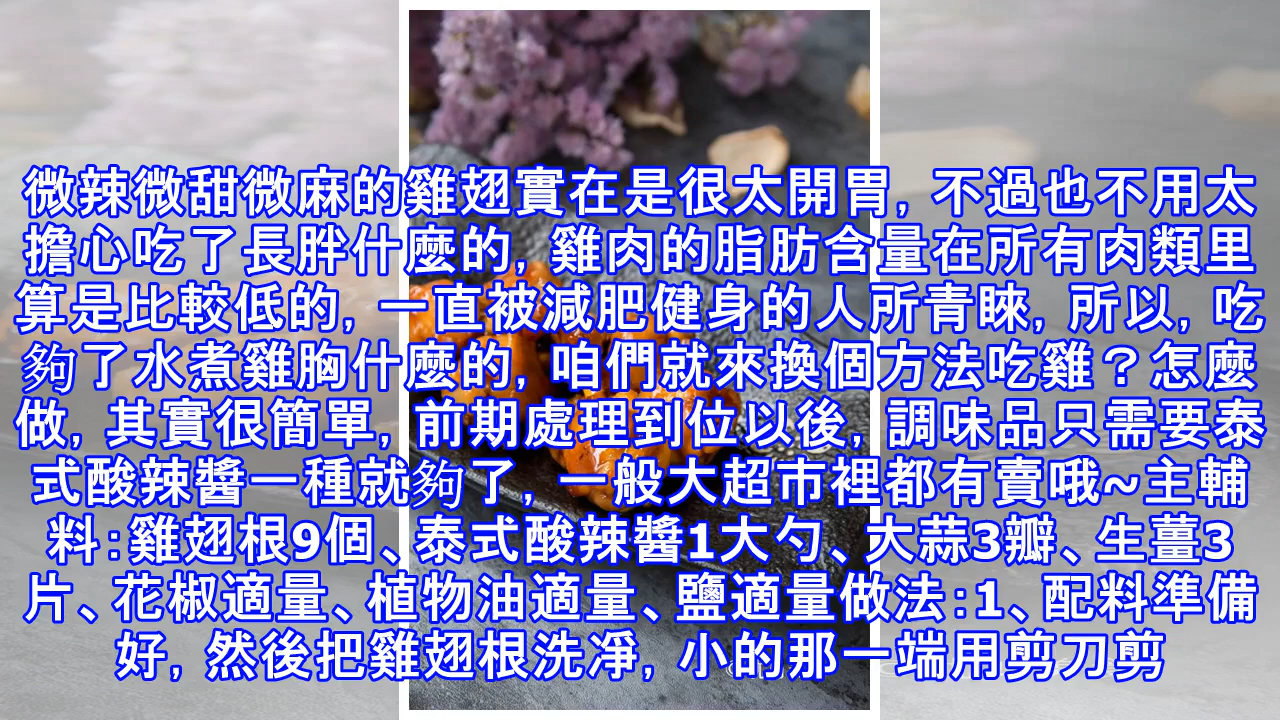 微辣微甜微麻的雞翅實在是很太開胃, 不過也不用太
擔心吃了長胖什麼的, 雞肉的脂肪含量在所有肉類里
算是比較低的, 一直被減肥健身的人所青睞, 所以, 吃
夠了水煮雞胸什麼的, 咱們就來換個方法吃雞？怎麼
做, 其實很簡單, 前期處理到位以後, 調味品只需要泰
式酸辣醬一種就夠了, 一般大超市裡都有賣哦~主輔
料:雞翅根9個、泰式酸辣醬1大勺、大蒜3瓣、生薑3
片、花椒適量、植物油適量、鹽適量做法:1、配料準備
好, 然後把雞翅根洗凈, 小的那一端用剪刀剪